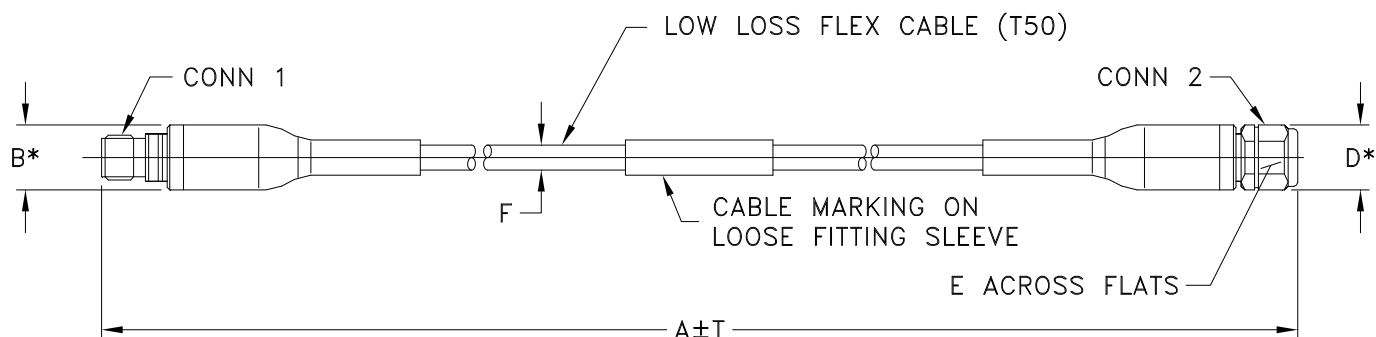 LOW LOSS FLEX CABLE (T50)
CONN 1
CONN 2
B*
D*
F
CABLE MARKING ON
LOOSE FITTING SLEEVE
E ACROSS FLATS
A±T